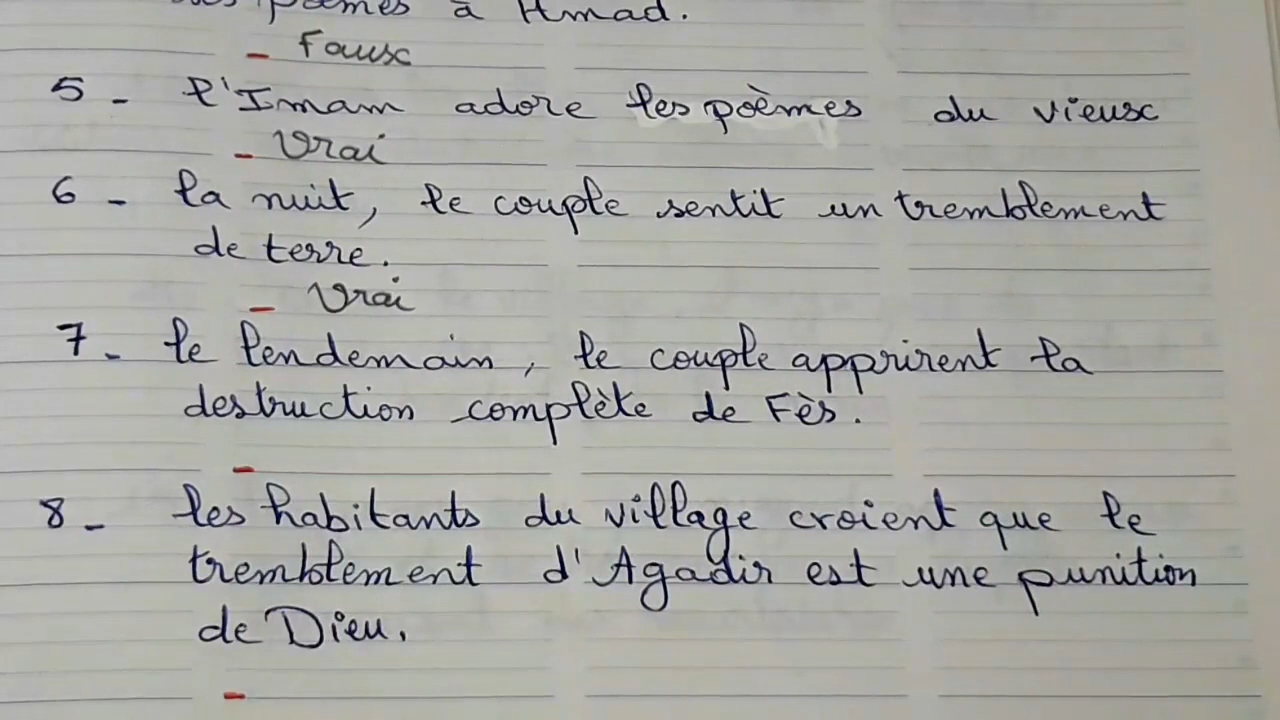 poèmes à Hmad.
- Faux
5 - l'Imam adore les poèmes du vieux
- Vrai
6 - la nuit, le couple sentit un tremblement
de terre.
- Vrai
7 - le lendemain, le couple apprirent la
destruction complète de Fès.
-
8 - les habitants du village croient que le
tremblement d'Agadir est une punition
de Dieu.
-